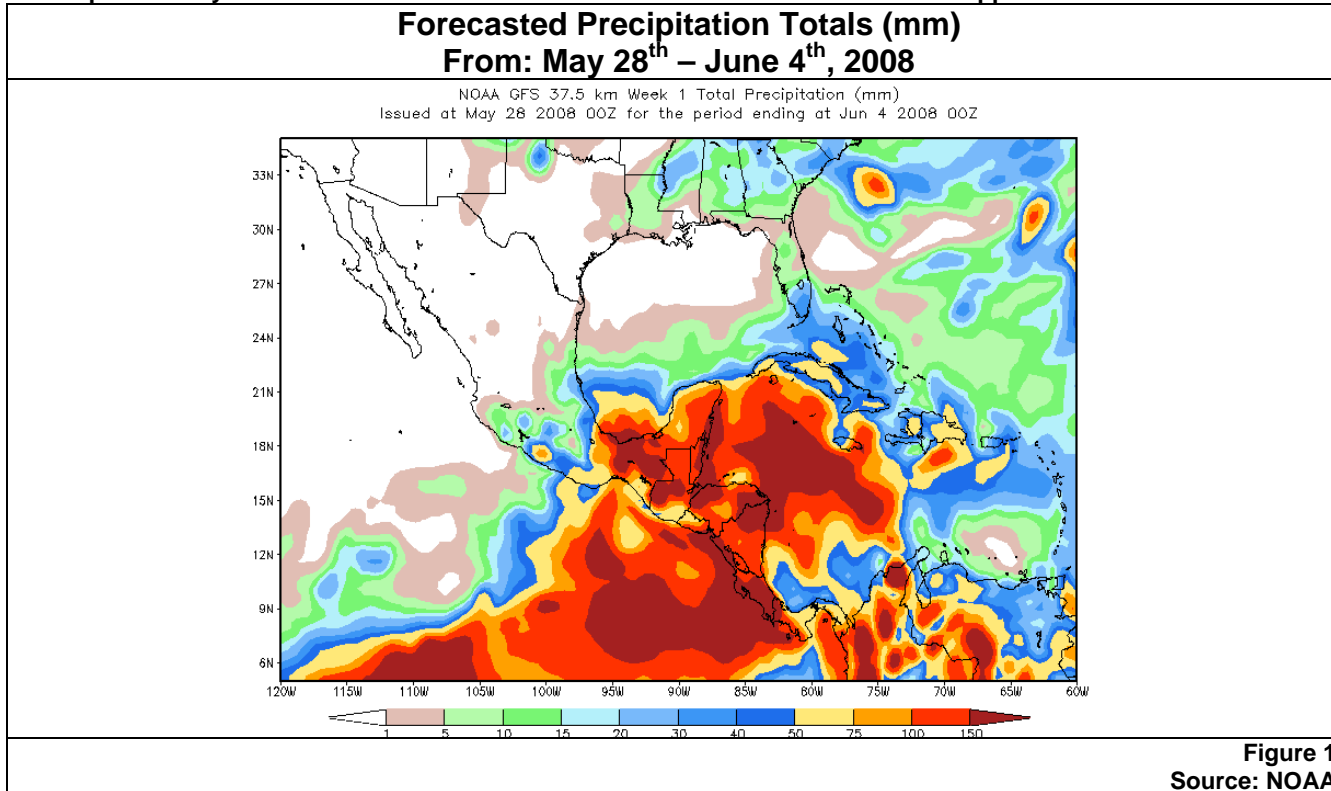 Forecasted Precipitation Totals (mm)
From: May 28th – June 4th, 2008
NOAA GFS 37.5 km Week 1 Total Precipitation (mm)
Issued at May 28 2008 00Z for the period ending at Jun 4 2008 00Z
33N
30N
27N
24N
21N
18N
15N
12N
9N
6N
120W 115W 110W 105W 100W 95W 90W 85W 80W 75W 70W 65W 60W
1 5 10 15 20 30 40 50 75 100 150
Figure 1
Source: NOAA